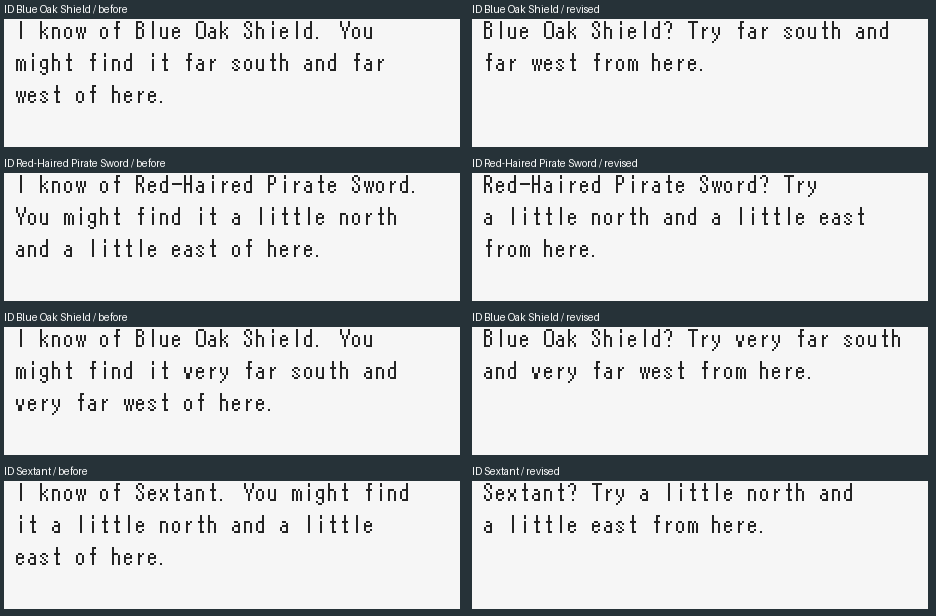 ID Blue Oak Shield / before
I know of Blue Oak Shield. You
might find it far south and far
west of here.
ID Blue Oak Shield / revised
Blue Oak Shield? Try far south and
far west from here.
ID Red-Haired Pirate Sword / before
I know of Red-Haired Pirate Sword.
You might find it a little north
and a little east of here.
ID Red-Haired Pirate Sword / revised
Red-Haired Pirate Sword? Try
a little north and a little east
from here.
ID Blue Oak Shield / before
I know of Blue Oak Shield. You
might find it very far south and
very far west of here.
ID Blue Oak Shield / revised
Blue Oak Shield? Try very far south
and very far west from here.
ID Sextant / before
I know of Sextant. You might find
it a little north and a little
east of here.
ID Sextant / revised
Sextant? Try a little north and
a little east from here.